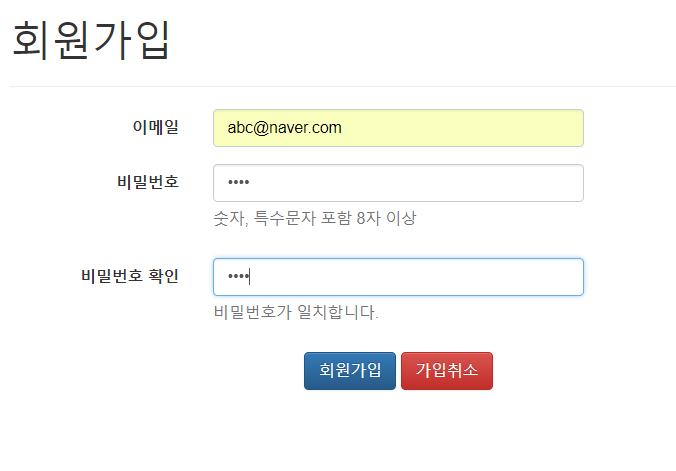 회원가입
이메일 abc@naver.com
비밀번호 ••••
숫자, 특수문자 포함 8자 이상
비밀번호 확인 ••••
비밀번호가 일치합니다.
회원가입 가입취소